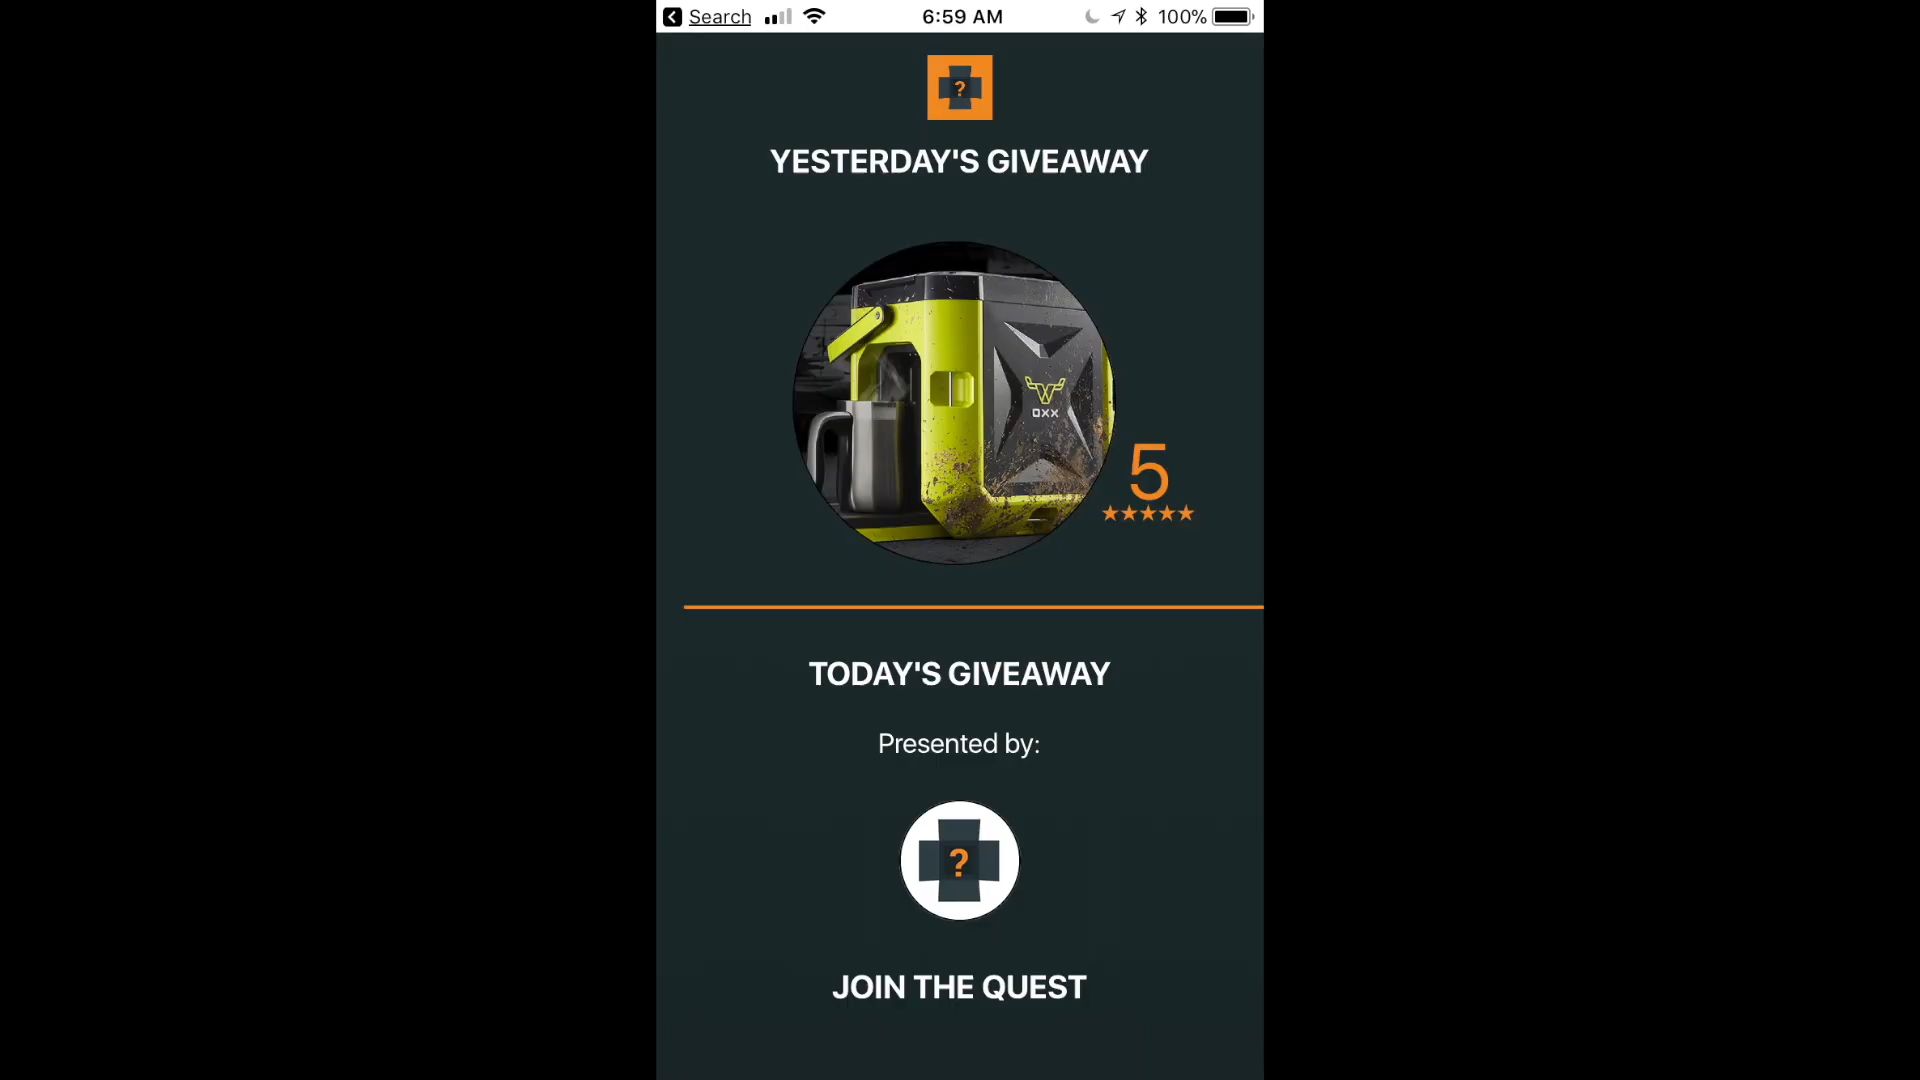 Search 6:59 AM 100%
?
YESTERDAY'S GIVEAWAY
OXX
5
TODAY'S GIVEAWAY
Presented by:
?
JOIN THE QUEST